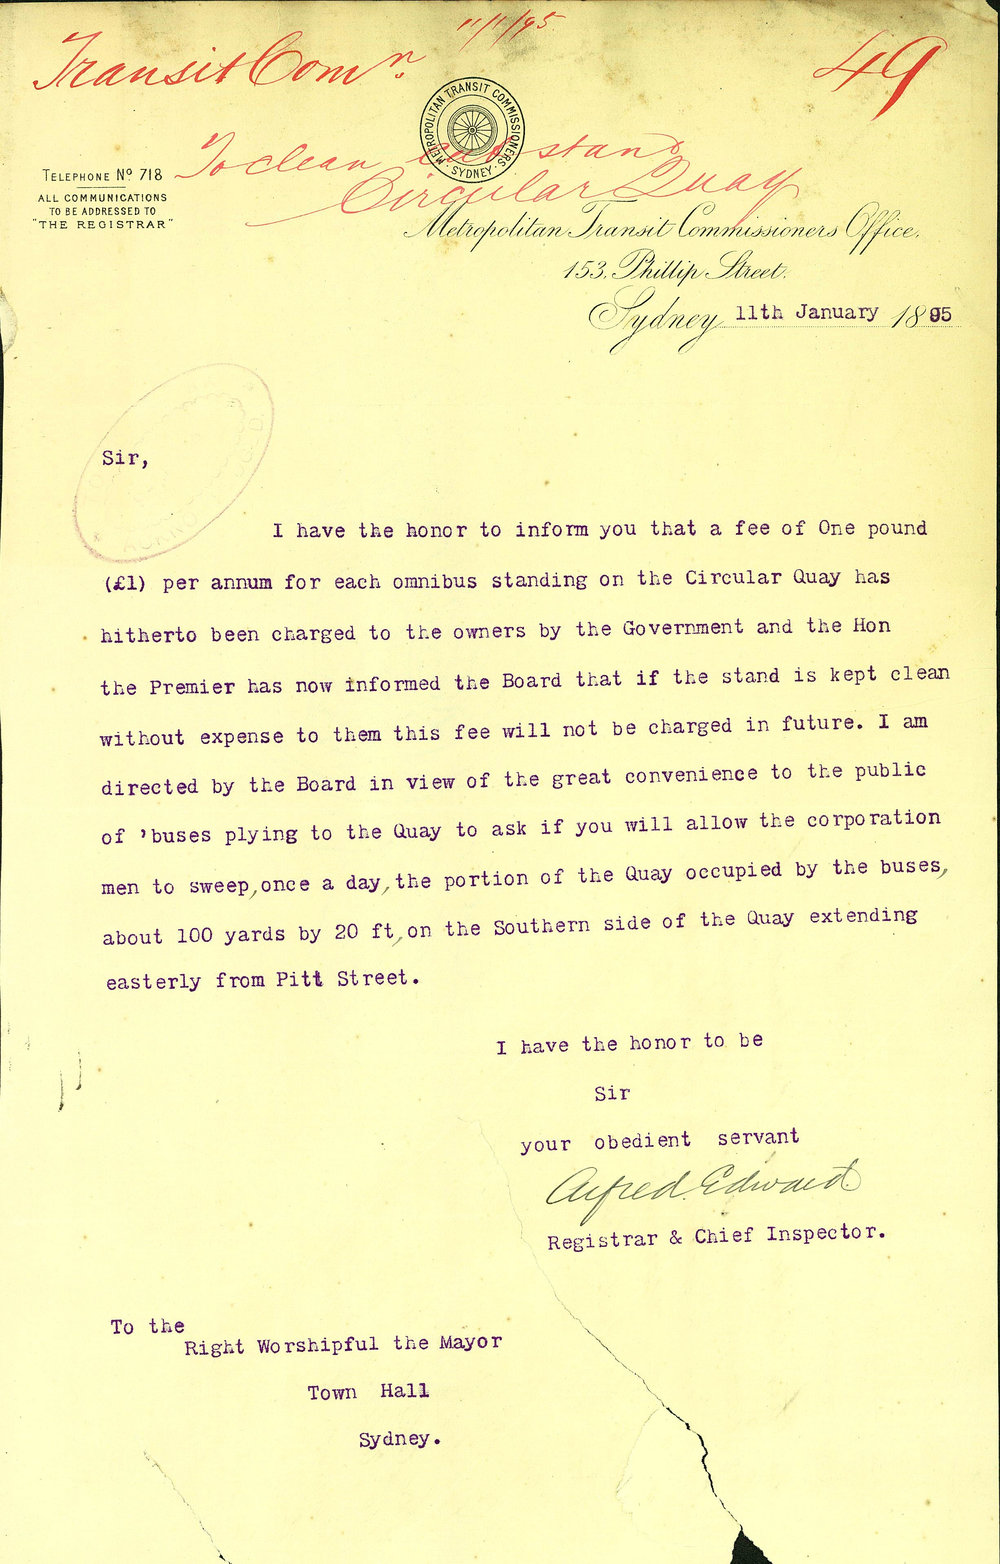 11/1/95
Transit Comn.
49
METROPOLITAN TRANSIT COMMISSIONERS. SYDNEY.
To clean cab stand
Circular Quay
TELEPHONE No 718
ALL COMMUNICATIONS
TO BE ADDRESSED TO
"THE REGISTRAR"
Metropolitan Transit Commissioners Office,
153, Phillip Street.
Sydney 11th January 1895
Sir,
I have the honor to inform you that a fee of One pound
(£1) per annum for each omnibus standing on the Circular Quay has
hitherto been charged to the owners by the Government and the Hon
the Premier has now informed the Board that if the stand is kept clean
without expense to them this fee will not be charged in future. I am
directed by the Board in view of the great convenience to the public
of 'buses plying to the Quay to ask if you will allow the corporation
men to sweep, once a day, the portion of the Quay occupied by the buses,
about 100 yards by 20 ft, on the Southern side of the Quay extending
easterly from Pitt Street.
I have the honor to be
Sir
your obedient servant
Alfred Edward
Registrar & Chief Inspector.
To the
Right Worshipful the Mayor
Town Hall
Sydney.